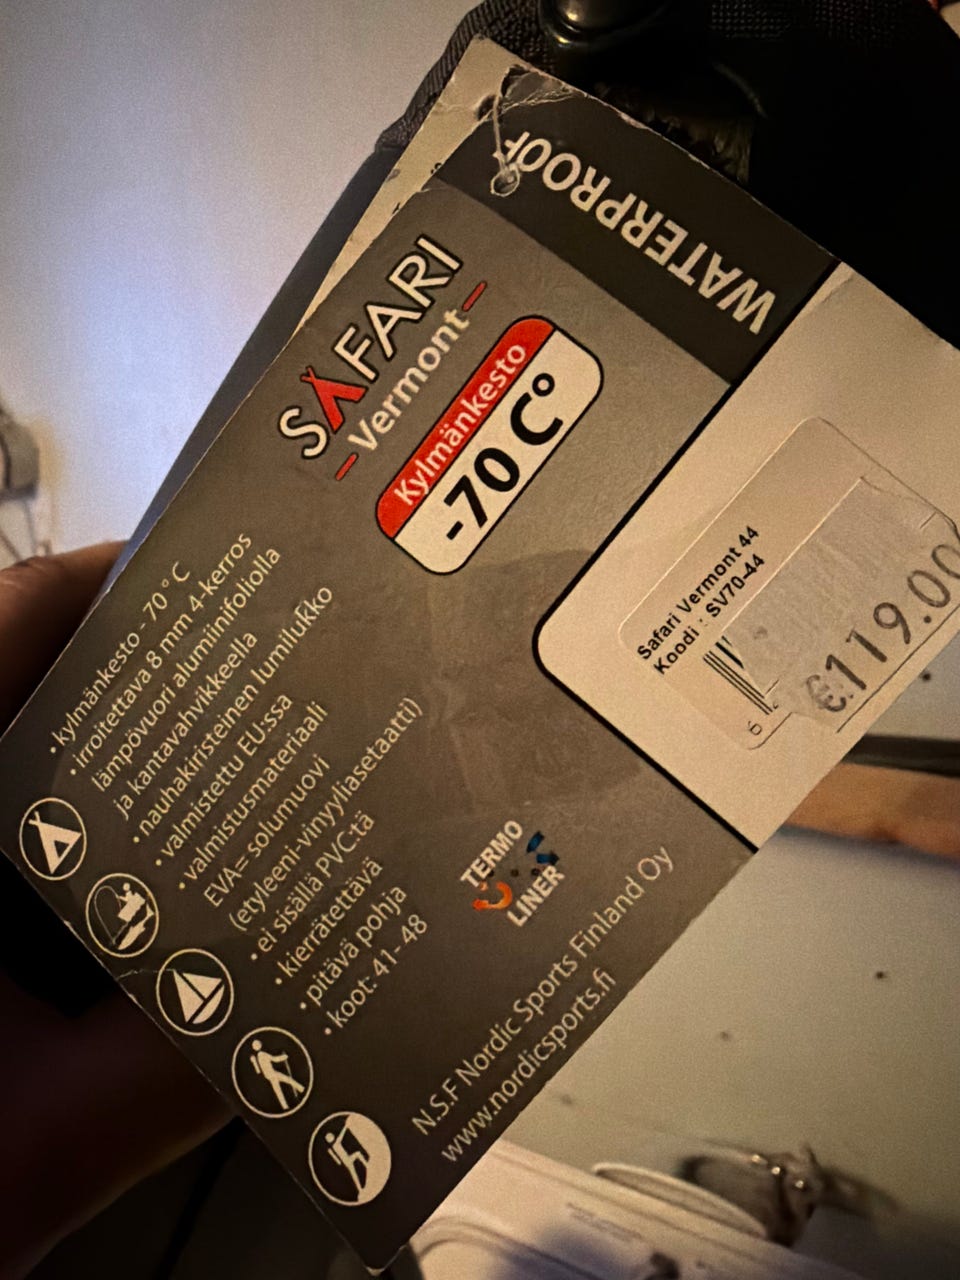 WATERPROOF
SAFARI
Vermont
Kylmänkesto
-70 C°
• kylmänkesto - 70 °C
• irroitettava 8 mm 4-kerros
lämpövuori alumiinifoliolla
ja kantavahvikkeella
• nauhakiristeinen lumilukko
• valmistettu EU:ssa
• valmistusmateriaali
EVA= solumuovi
(etyleeni-vinyyliasetaatti)
• ei sisällä PVC:tä
• kierrätettävä
• pitävä pohja
• koot: 41- 48
TERMO
LINER
N.S.F Nordic Sports Finland Oy
www.nordicsports.fi
Safari Vermont 44
Koodi : SV70-44
€119.00
6